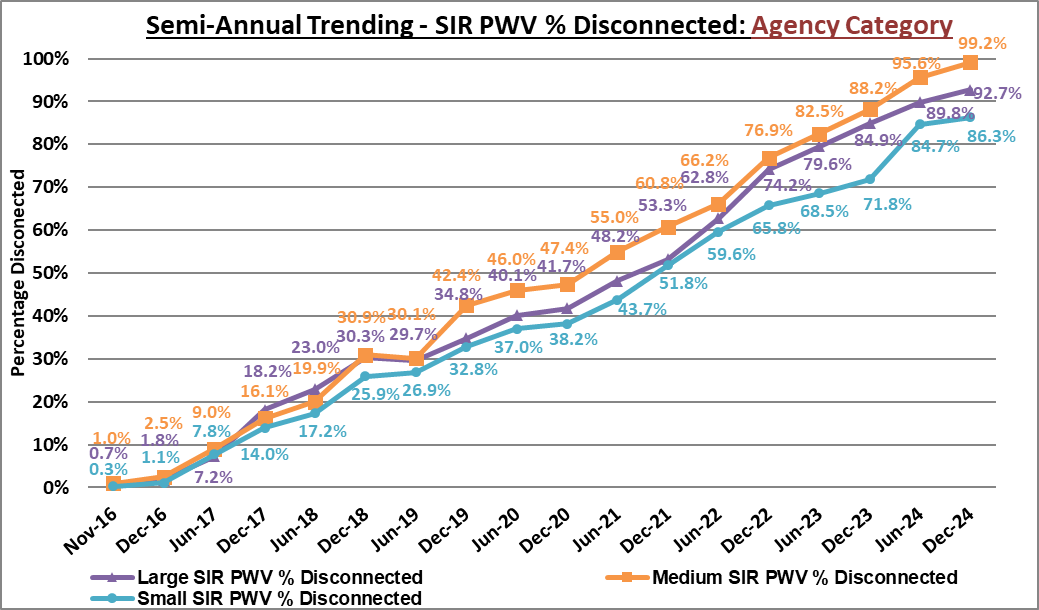 Semi-Annual Trending - SIR PWV % Disconnected: Agency Category
Percentage Disconnected
100%
90%
80%
70%
60%
50%
40%
30%
20%
10%
0%
1.0%
2.5%
9.0%
16.1%
19.9%
30.9%
30.1%
42.4%
46.0%
47.4%
55.0%
60.8%
66.2%
76.9%
82.5%
88.2%
95.6%
99.2%
0.7%
1.8%
7.2%
18.2%
23.0%
30.3%
29.7%
34.8%
40.1%
41.7%
48.2%
53.3%
62.8%
74.2%
79.6%
84.9%
89.8%
92.7%
0.3%
1.1%
7.8%
14.0%
17.2%
25.9%
26.9%
32.8%
37.0%
38.2%
43.7%
51.8%
59.6%
65.8%
68.5%
71.8%
84.7%
86.3%
Nov-16
Dec-16
Jun-17
Dec-17
Jun-18
Dec-18
Jun-19
Dec-19
Jun-20
Dec-20
Jun-21
Dec-21
Jun-22
Dec-22
Jun-23
Dec-23
Jun-24
Dec-24
Large SIR PWV % Disconnected
Medium SIR PWV % Disconnected
Small SIR PWV % Disconnected